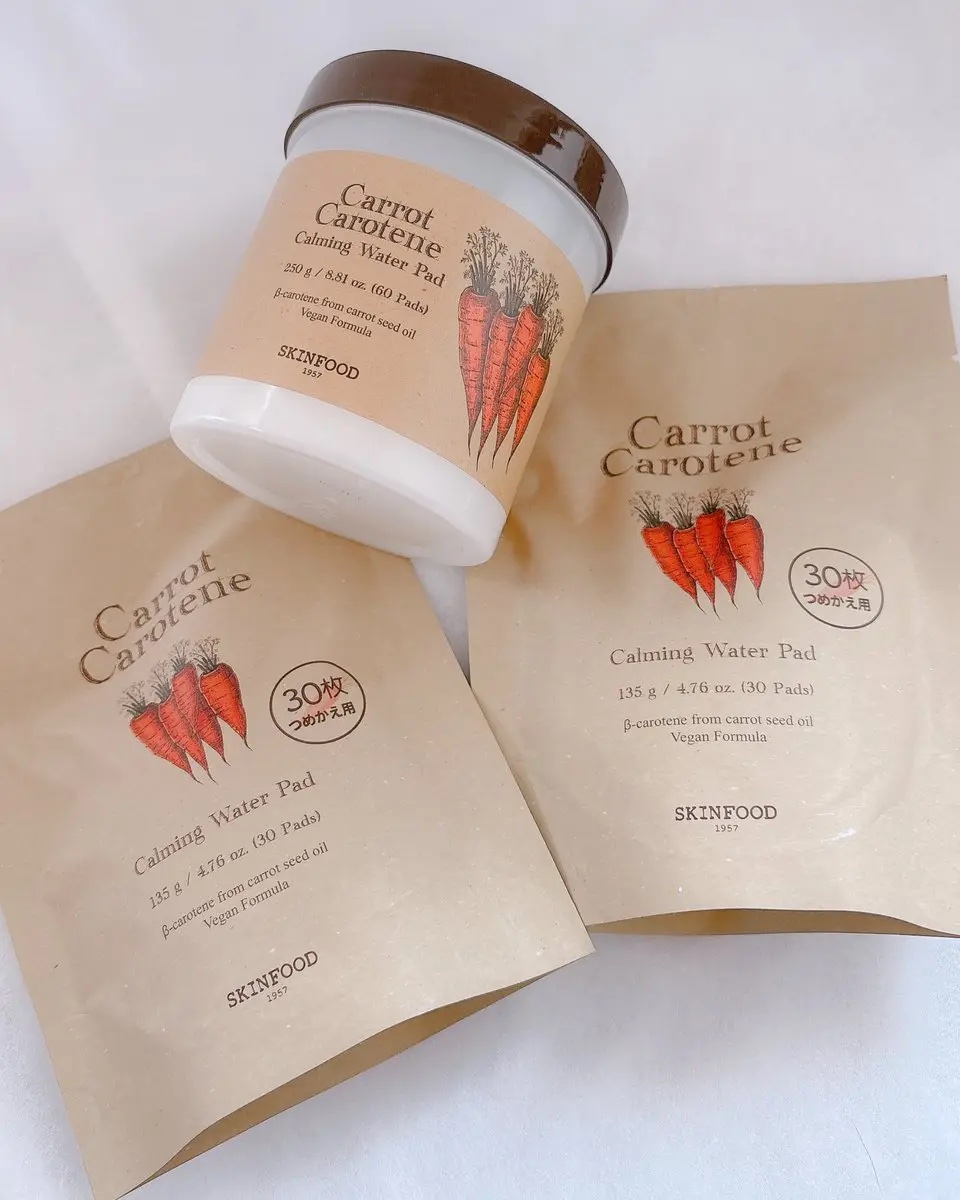 Carrot
Carotene
Calming Water Pad
250 g / 8.81 oz. (60 Pads)
β-carotene from carrot seed oil
Vegan Formula
SKINFOOD
1957
Carrot
Carotene
30枚
つめかえ用
Calming Water Pad
135 g / 4.76 oz. (30 Pads)
β-carotene from carrot seed oil
Vegan Formula
SKINFOOD
1957
Carrot
Carotene
30枚
つめかえ用
Calming Water Pad
135 g / 4.76 oz. (30 Pads)
β-carotene from carrot seed oil
Vegan Formula
SKINFOOD
1957